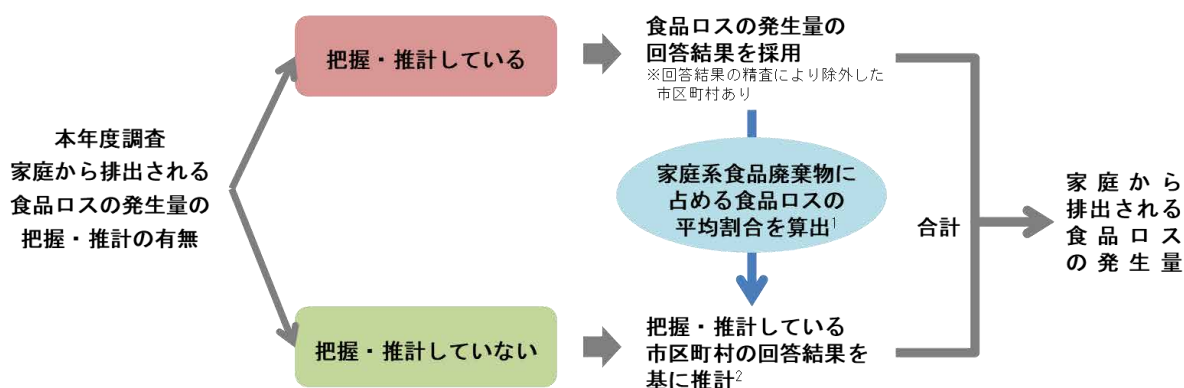 本年度調査
家庭から排出される
食品ロスの発生量の
把握・推計の有無
把握・推計している
食品ロスの発生量の
回答結果を採用
※回答結果の精査により除外した
市区町村あり
家庭系食品廃棄物に
占める食品ロスの
平均割合を算出1
把握・推計していない
把握・推計している
市区町村の回答結果を
基に推計2
合計
家庭から
排出される
食品ロス
の発生量